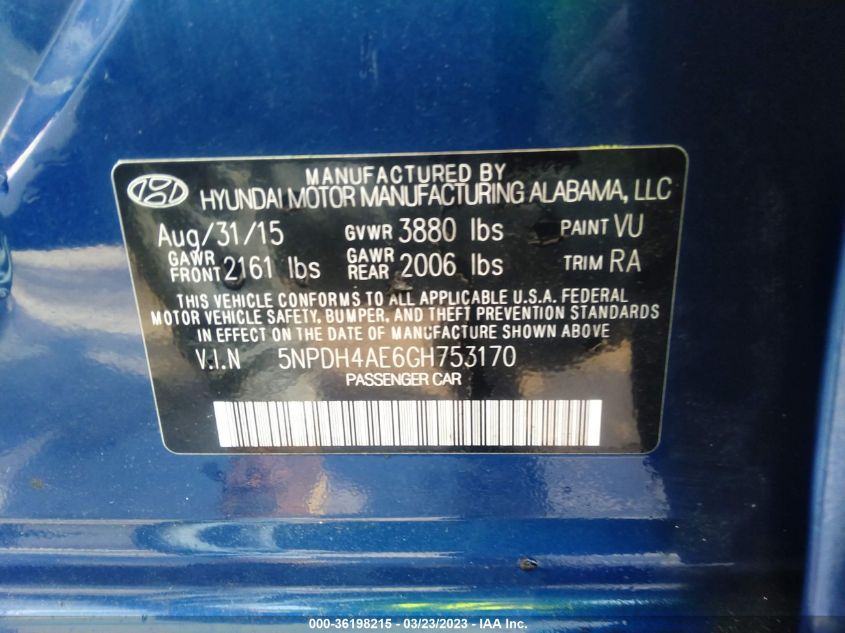 MANUFACTURED BY
HYUNDAI MOTOR MANUFACTURING ALABAMA, LLC
Aug/31/15 GVWR 3880 lbs PAINT VU
GAWR FRONT 2161 lbs GAWR REAR 2006 lbs TRIM RA
THIS VEHICLE CONFORMS TO ALL APPLICABLE U.S.A. FEDERAL
MOTOR VEHICLE SAFETY, BUMPER, AND THEFT PREVENTION STANDARDS
IN EFFECT ON THE DATE OF MANUFACTURE SHOWN ABOVE
V.I.N 5NPDH4AE6GH753170
PASSENGER CAR
000-36198215 - 03/23/2023 - IAA Inc.